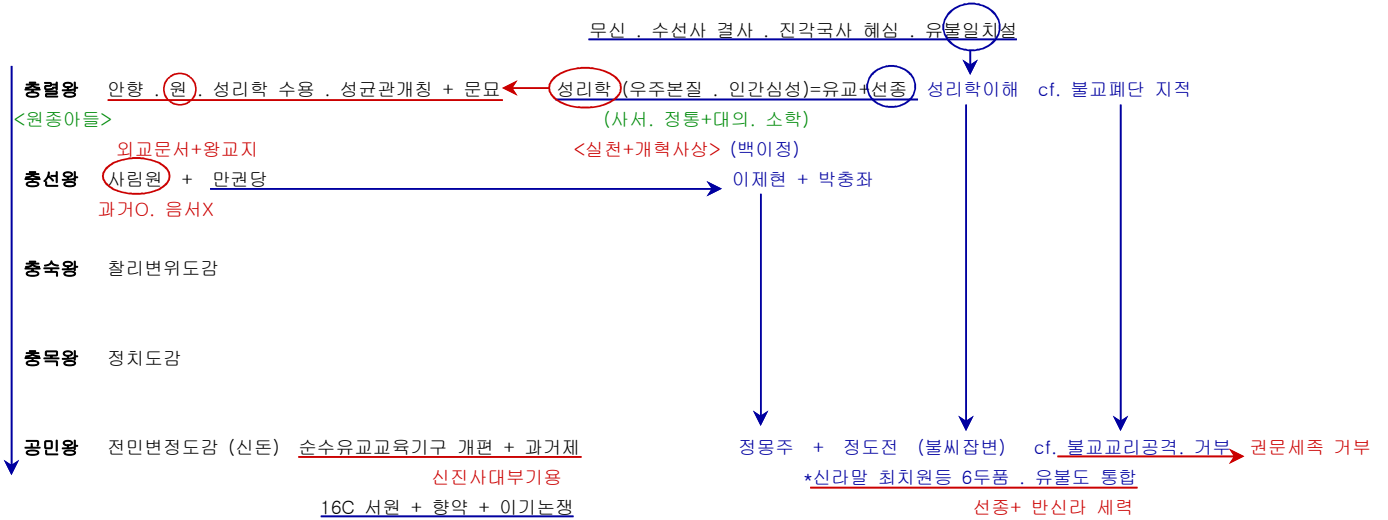 무신 . 수선사 결사 . 진각국사 혜심 . 유불일치설
충렬왕 안향 . 원 . 성리학 수용 . 성균관개칭 + 문묘 성리학 (우주본질 . 인간심성)=유교+선종 성리학이해 cf. 불교폐단 지적
<원종아들> (사서. 정통+대의. 소학)
외교문서+왕교지 <실천+개혁사상> (백이정)
충선왕 사림원 + 만권당 이제현 + 박충좌
과거O. 음서X
충숙왕 찰리변위도감
충목왕 정치도감
공민왕 전민변정도감 (신돈) 순수유교교육기구 개편 + 과거제 정몽주 + 정도전 (불씨잡변) cf. 불교교리공격. 거부 권문세족 거부
신진사대부기용 *신라말 최치원등 6두품 . 유불도 통합
16C 서원 + 향약 + 이기논쟁 선종+ 반신라 세력